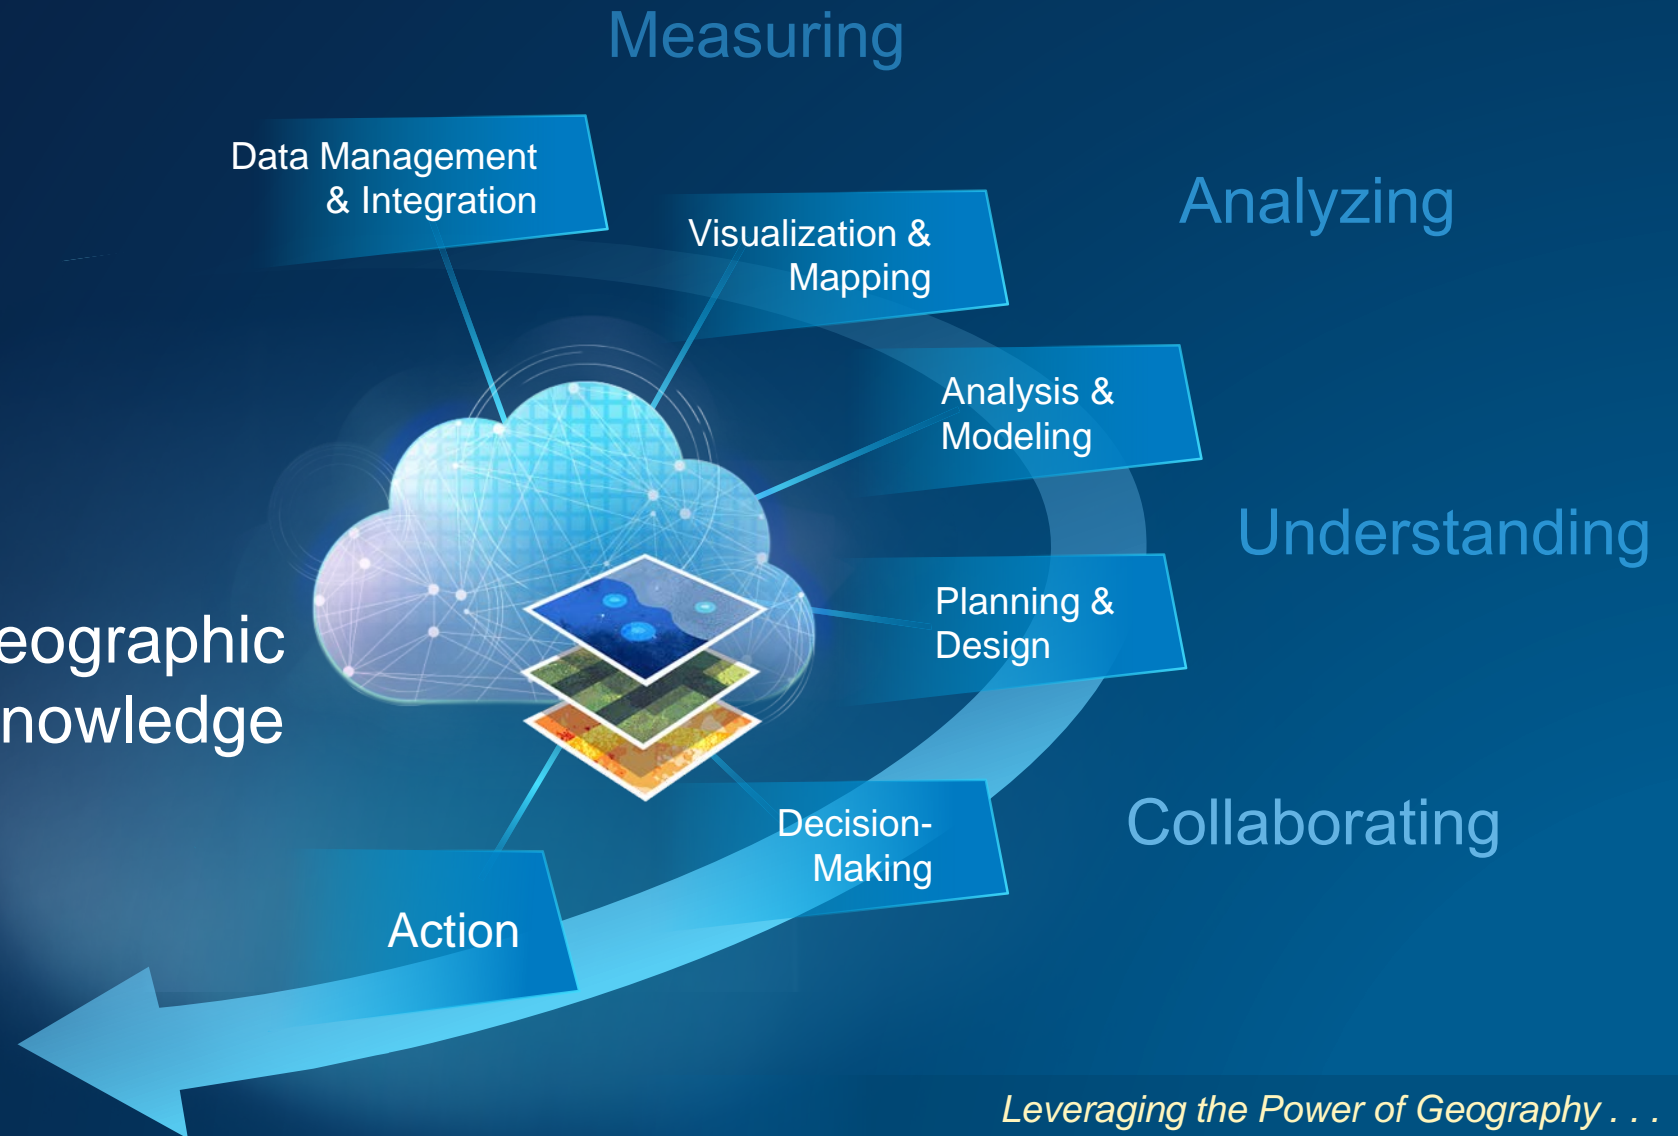 Measuring
Data Management
& Integration
Analyzing
Visualization &
Mapping
Analysis &
Modeling
Understanding
Planning &
Design
eographic
nowledge
Collaborating
Decision-
Making
Action
Leveraging the Power of Geography . . .